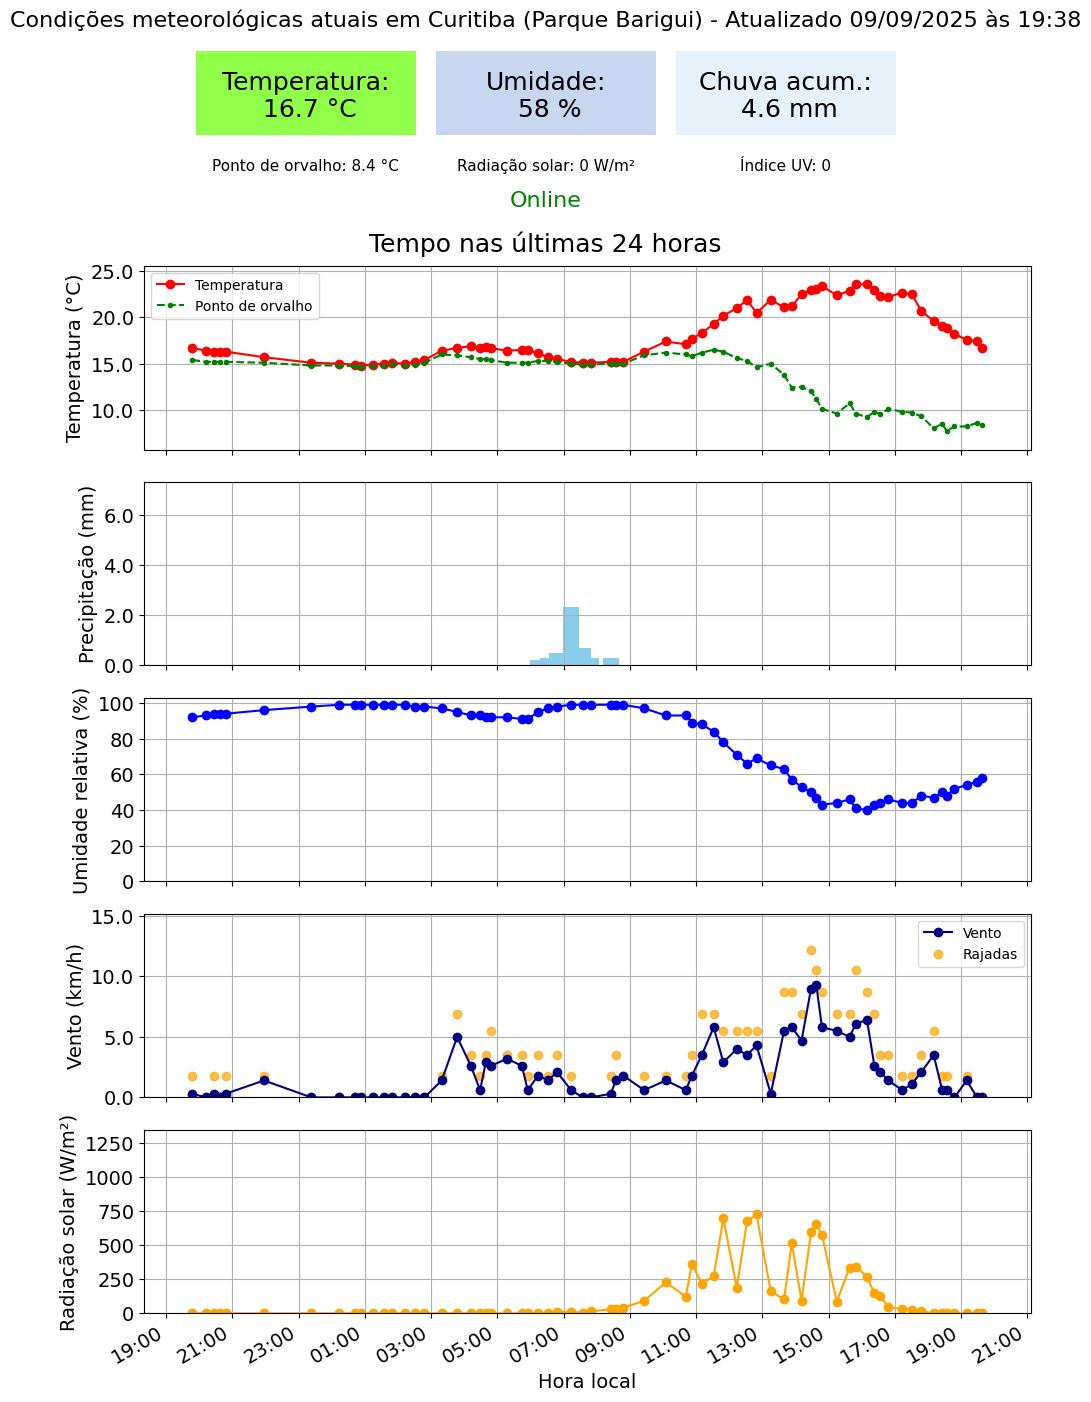 Condições meteorológicas atuais em Curitiba (Parque Barigui) - Atualizado 09/09/2025 às 19:38
Temperatura:
16.7 °C
Umidade:
58 %
Chuva acum.:
4.6 mm
Ponto de orvalho: 8.4 °C
Radiação solar: 0 W/m²
Índice UV: 0
Online
Tempo nas últimas 24 horas
Temperatura (°C)
25.0
20.0
15.0
10.0
Temperatura
Ponto de orvalho
Precipitação (mm)
6.0
4.0
2.0
0.0
Umidade relativa (%)
100
80
60
40
20
0
Vento (km/h)
15.0
10.0
5.0
0.0
Vento
Rajadas
Radiação solar (W/m²)
1250
1000
750
500
250
0
19:00
21:00
23:00
01:00
03:00
05:00
07:00
09:00
11:00
13:00
15:00
17:00
19:00
21:00
Hora local